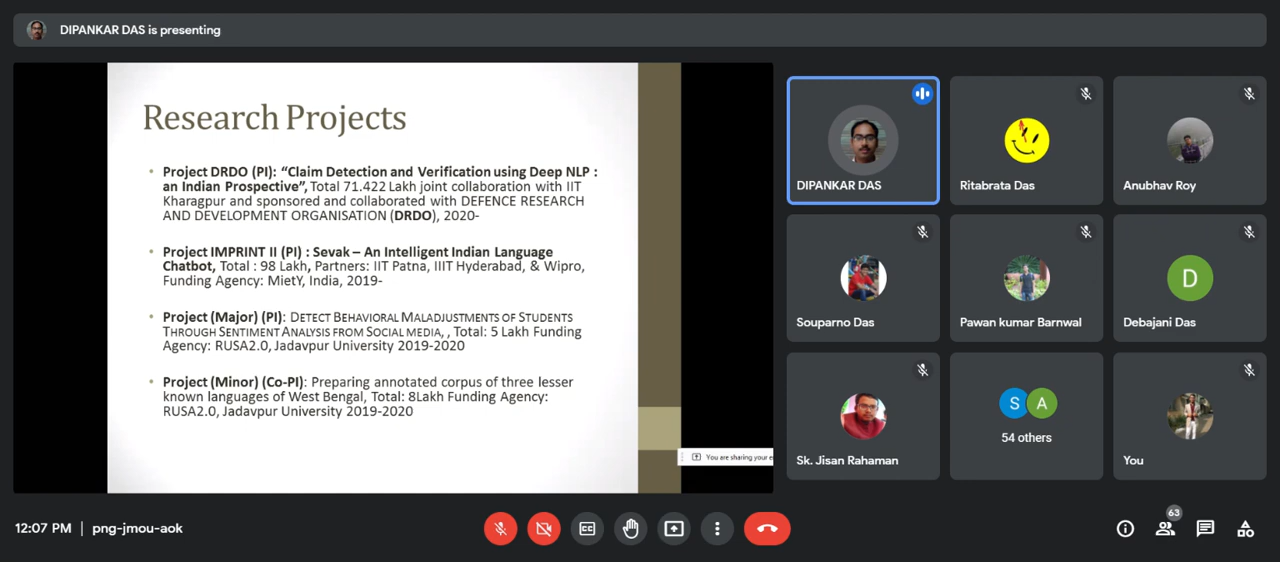 DIPANKAR DAS is presenting
Research Projects
• Project DRDO (PI): “Claim Detection and Verification using Deep NLP :
an Indian Prospective”, Total 71.422 Lakh joint collaboration with IIT
Kharagpur and sponsored and collaborated with DEFENCE RESEARCH
AND DEVELOPMENT ORGANISATION (DRDO), 2020-
• Project IMPRINT II (PI) : Sevak – An Intelligent Indian Language
Chatbot, Total : 98 Lakh, Partners: IIT Patna, IIIT Hyderabad, & Wipro,
Funding Agency: MietY, India, 2019-
• Project (Major) (PI): DETECT BEHAVIORAL MALADJUSTMENTS OF STUDENTS
THROUGH SENTIMENT ANALYSIS FROM SOCIAL MEDIA, , Total: 5 Lakh Funding
Agency: RUSA2.0, Jadavpur University 2019-2020
• Project (Minor) (Co-PI): Preparing annotated corpus of three lesser
known languages of West Bengal, Total: 8Lakh Funding Agency:
RUSA2.0, Jadavpur University 2019-2020
You are sharing your e
DIPANKAR DAS
Ritabrata Das
Anubhav Roy
Souparno Das
Pawan kumar Barnwal
D
Debajani Das
Sk. Jisan Rahaman
S A
54 others
You
12:07 PM | png-jmou-aok
63